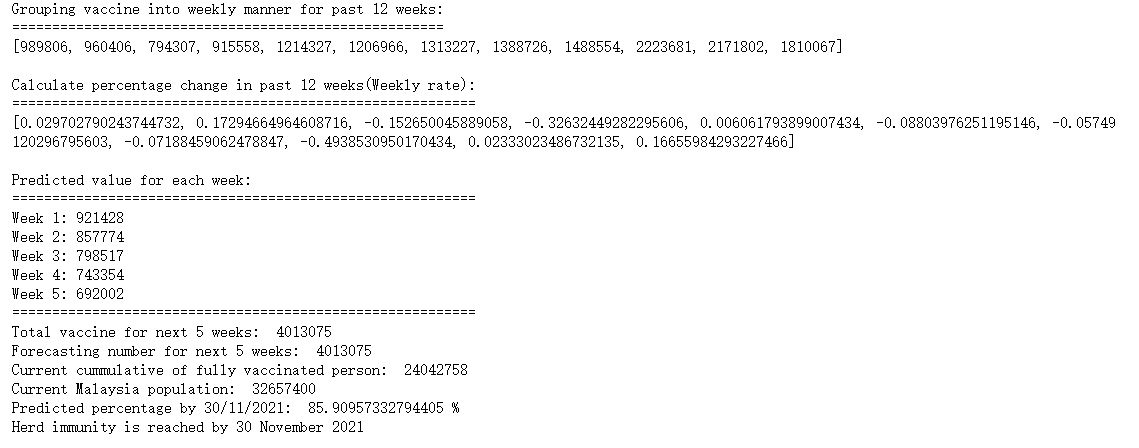 Grouping vaccine into weekly manner for past 12 weeks:
======================================================
[989806, 960406, 794307, 915558, 1214327, 1206966, 1313227, 1388726, 1488554, 2223681, 2171802, 1810067]
Calculate percentage change in past 12 weeks(Weekly rate):
==========================================================
[0.029702790243744732, 0.17294664964608716, -0.152650045889058, -0.32632449282295606, 0.006061793899007434, -0.08803976251195146, -0.05749
120296795603, -0.07188459062478847, -0.4938530950170434, 0.02333023486732135, 0.16655984293227466]
Predicted value for each week:
==========================================================
Week 1: 921428
Week 2: 857774
Week 3: 798517
Week 4: 743354
Week 5: 692002
==========================================================
Total vaccine for next 5 weeks:  4013075
Forecasting number for next 5 weeks:  4013075
Current cummulative of fully vaccinated person:  24042758
Current Malaysia population:  32657400
Predicted percentage by 30/11/2021:  85.90957332794405 %
Herd immunity is reached by 30 November 2021